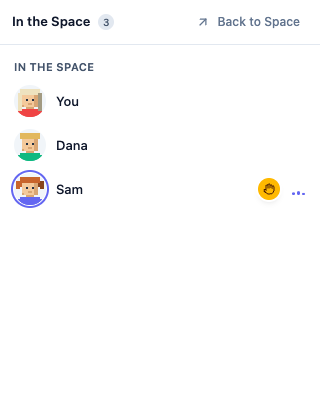 In the Space 3
Back to Space
IN THE SPACE
You
Dana
Sam